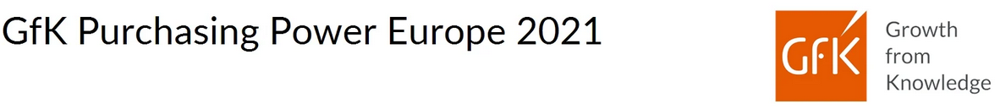 GfK Purchasing Power Europe 2021
GfK
Growth
from
Knowledge